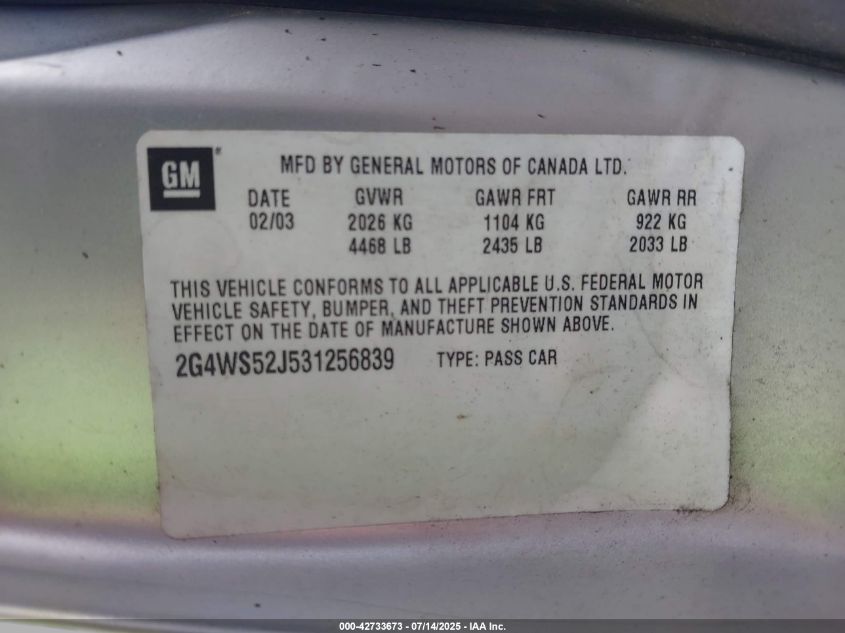 GM
MFD BY GENERAL MOTORS OF CANADA LTD.
DATE GVWR GAWR FRT GAWR RR
02/03 2026 KG 1104 KG 922 KG
4468 LB 2435 LB 2033 LB
THIS VEHICLE CONFORMS TO ALL APPLICABLE U.S. FEDERAL MOTOR
VEHICLE SAFETY, BUMPER, AND THEFT PREVENTION STANDARDS IN
EFFECT ON THE DATE OF MANUFACTURE SHOWN ABOVE.
2G4WS52J531256839 TYPE: PASS CAR
000-42733673 - 07/14/2025 - IAA Inc.